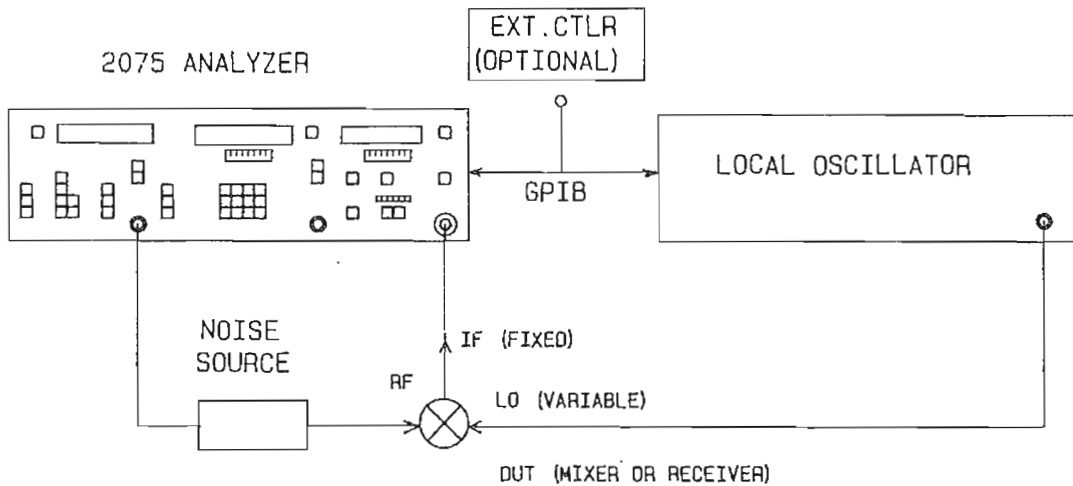 EXT.CTLR
(OPTIONAL)
2075 ANALYZER
LOCAL OSCILLATOR
GPIB
NOISE
SOURCE
IF (FIXED)
RF
LO (VARIABLE)
DUT (MIXER OR RECEIVER)